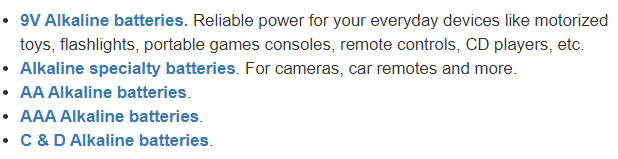 • 9V Alkaline batteries. Reliable power for your everyday devices like motorized
toys, flashlights, portable games consoles, remote controls, CD players, etc.
• Alkaline specialty batteries. For cameras, car remotes and more.
• AA Alkaline batteries.
• AAA Alkaline batteries.
• C & D Alkaline batteries.